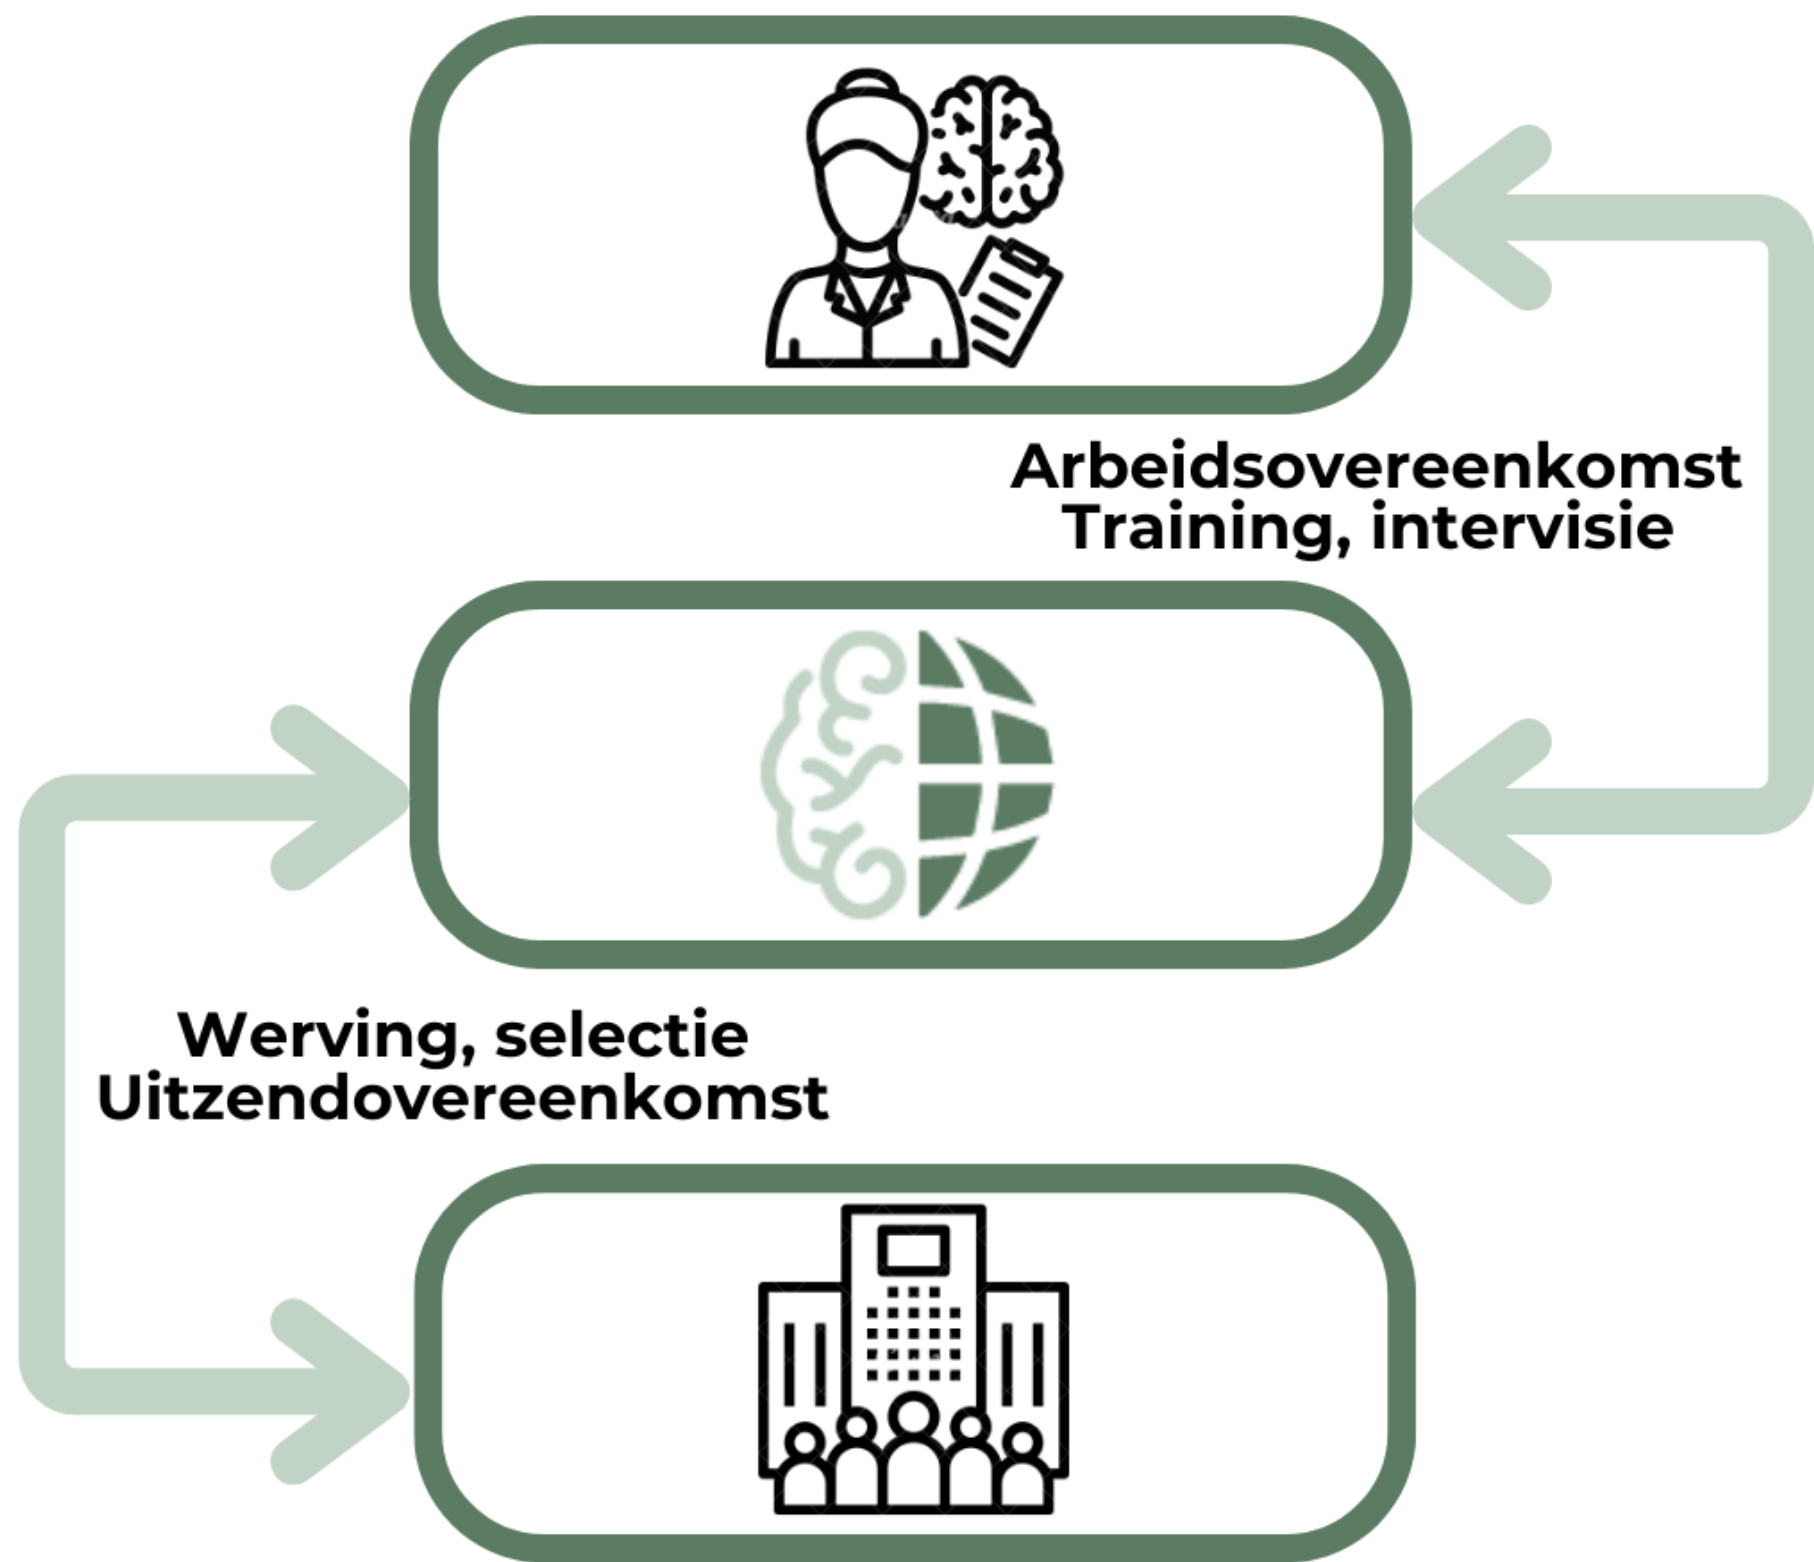 Arbeidsovereenkomst
Training, intervisie
Werving, selectie
Uitzendovereenkomst